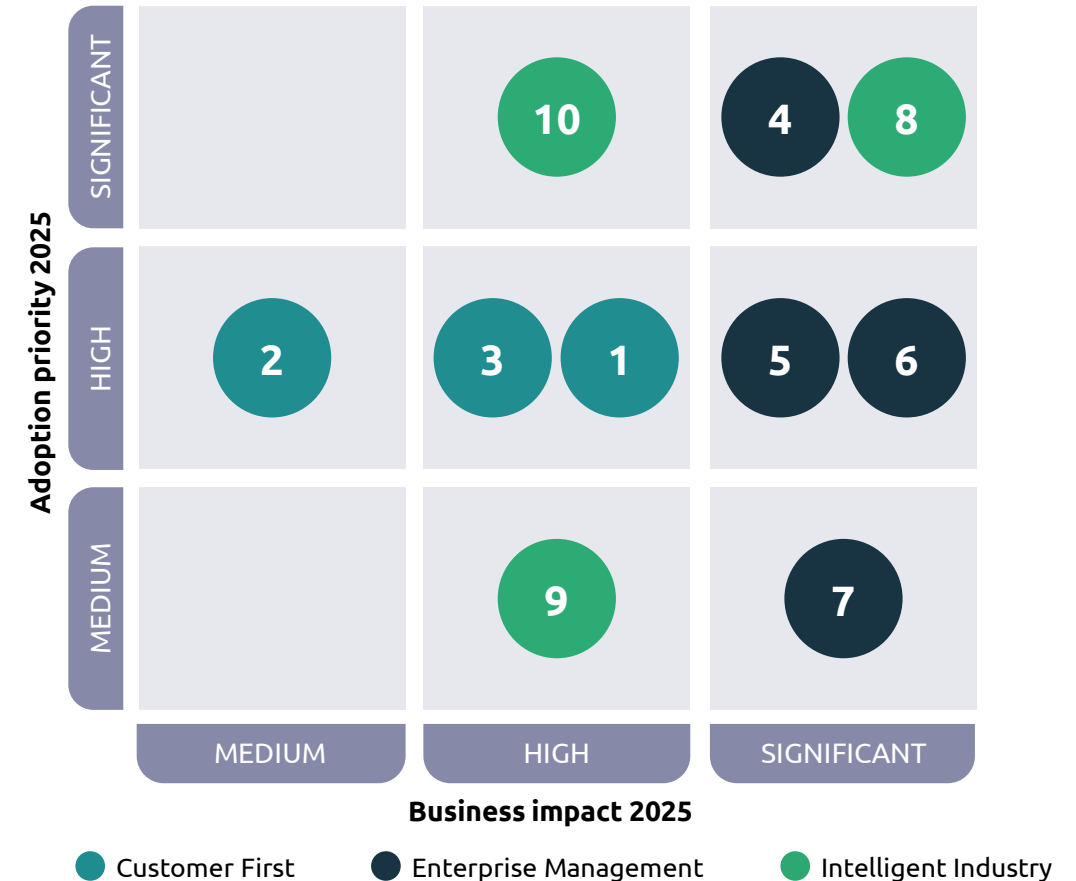 Adoption priority 2025
SIGNIFICANT
10
4
8
HIGH
2
3
1
5
6
MEDIUM
9
7
MEDIUM
HIGH
SIGNIFICANT
Business impact 2025
Customer First
Enterprise Management
Intelligent Industry